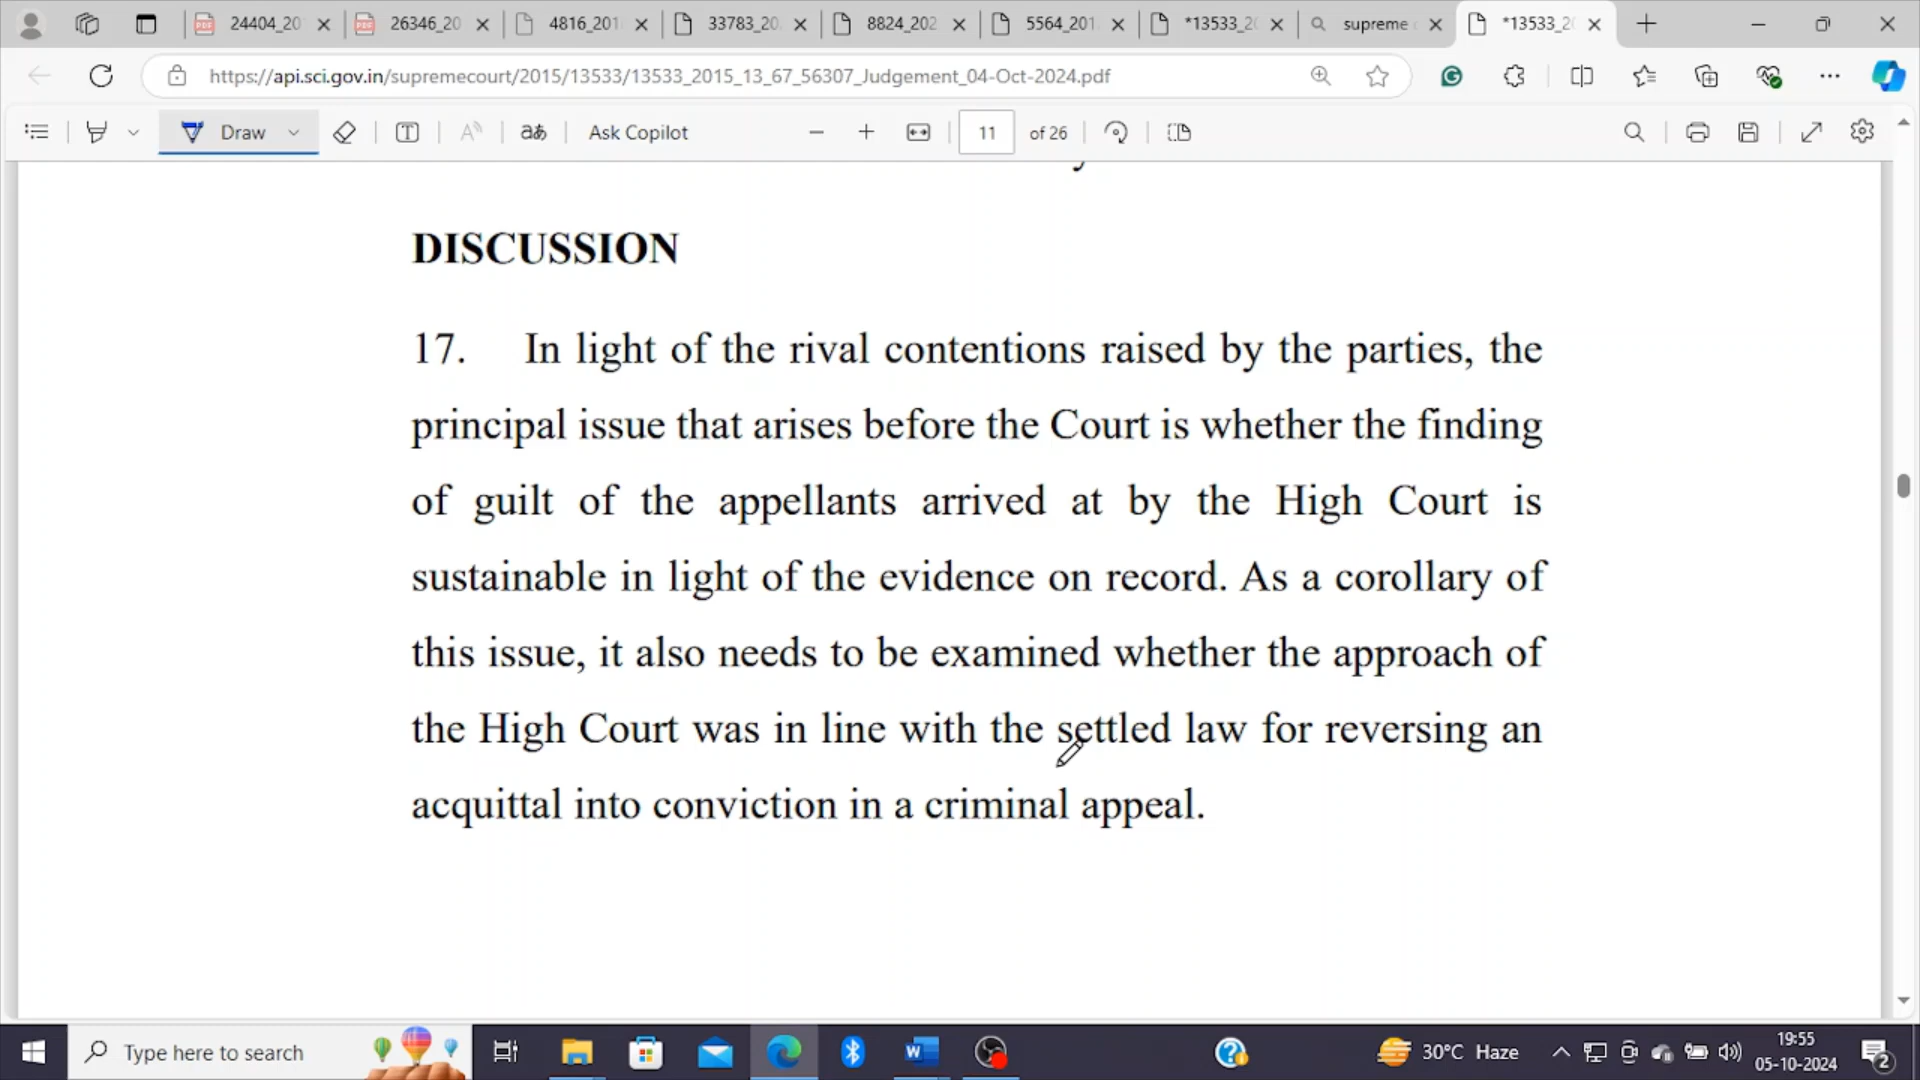 24404_20
26346_20
4816_201
33783_20
8824_202
5564_201
*13533_20
supreme
*13533_20
https://api.sci.gov.in/supremecourt/2015/13533/13533_2015_13_67_56307_Judgement_04-Oct-2024.pdf
Draw
Ask Copilot
11 of 26
DISCUSSION
17. In light of the rival contentions raised by the parties, the
principal issue that arises before the Court is whether the finding
of guilt of the appellants arrived at by the High Court is
sustainable in light of the evidence on record. As a corollary of
this issue, it also needs to be examined whether the approach of
the High Court was in line with the settled law for reversing an
acquittal into conviction in a criminal appeal.
Type here to search
30°C Haze
19:55
05-10-2024
2